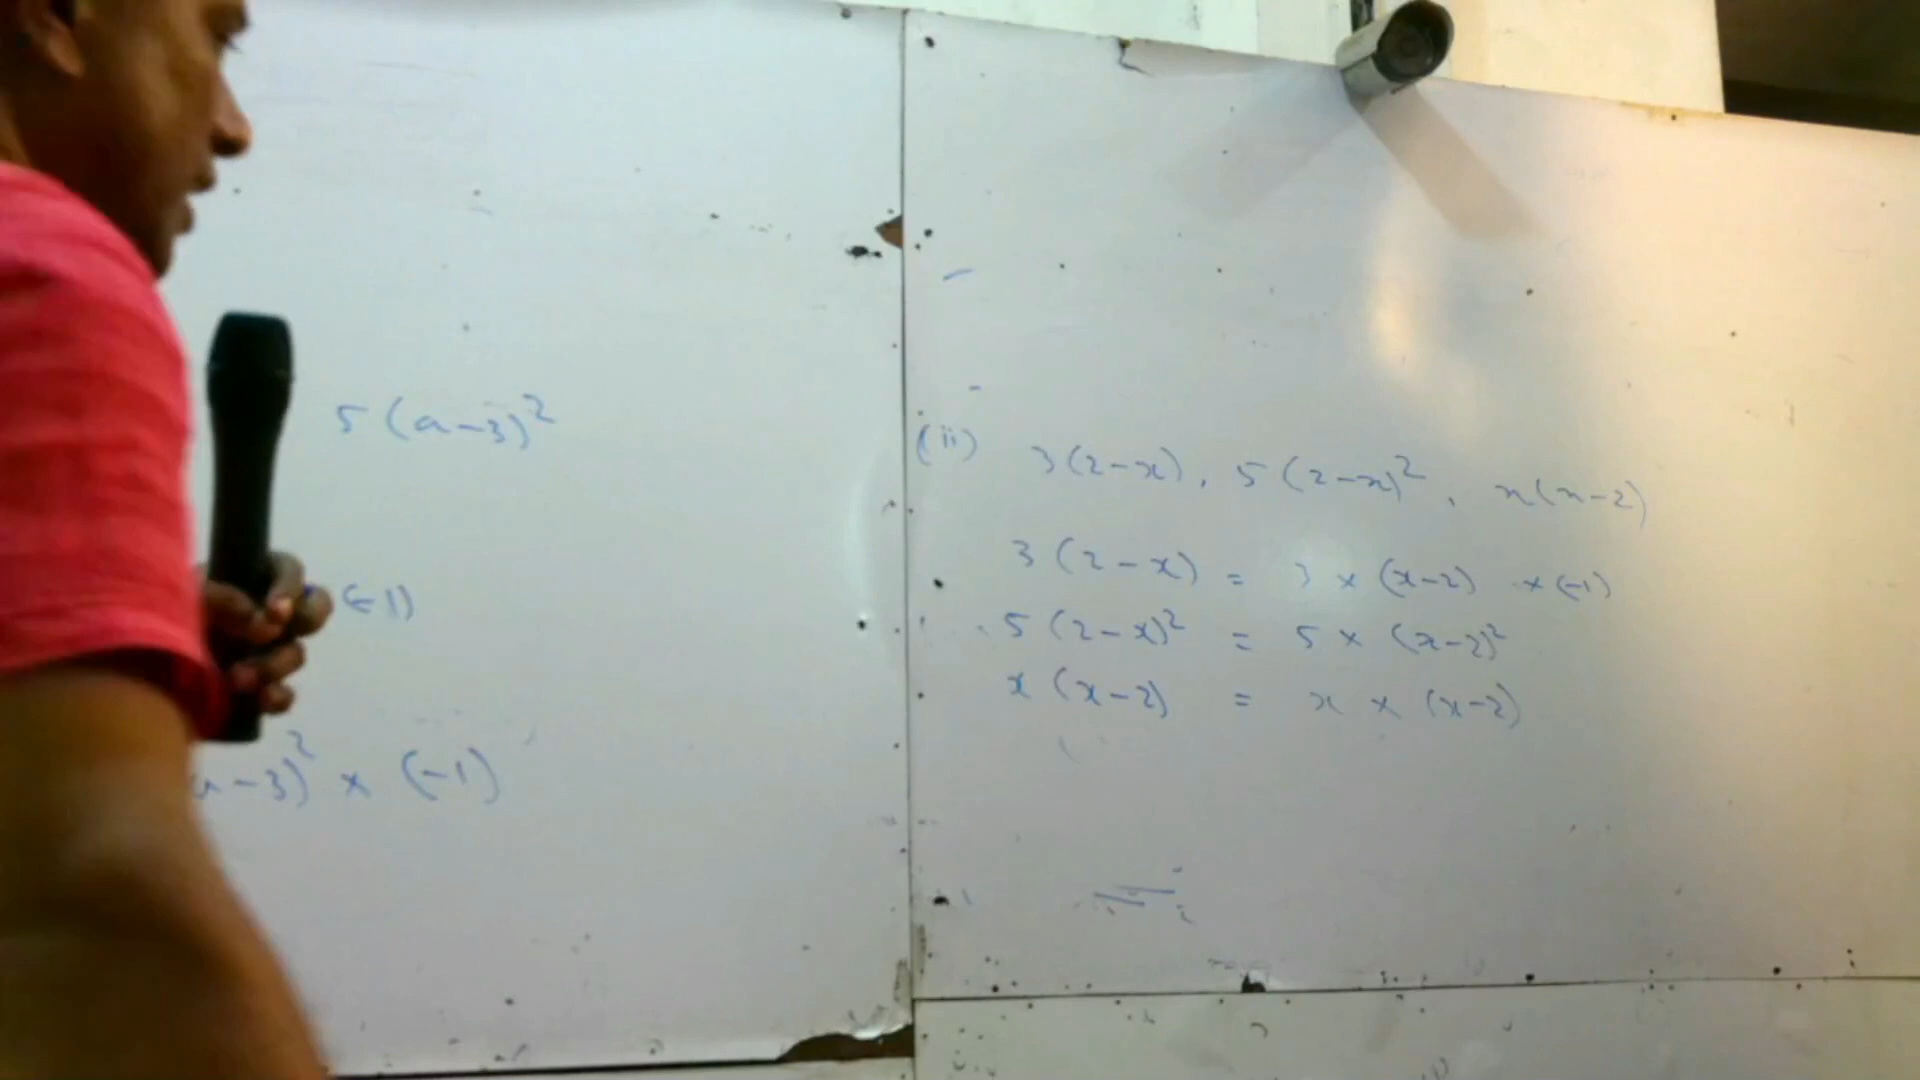 5 (a-3)²
(-1)
-3)² × (-1)
(ii) 3(2-x), 5(2-x)², x(x-2)
3 (2-x) = 3 × (x-2) × (-1)
5 (2-x)² = 5 × (x-2)²
x (x-2) = x × (x-2)